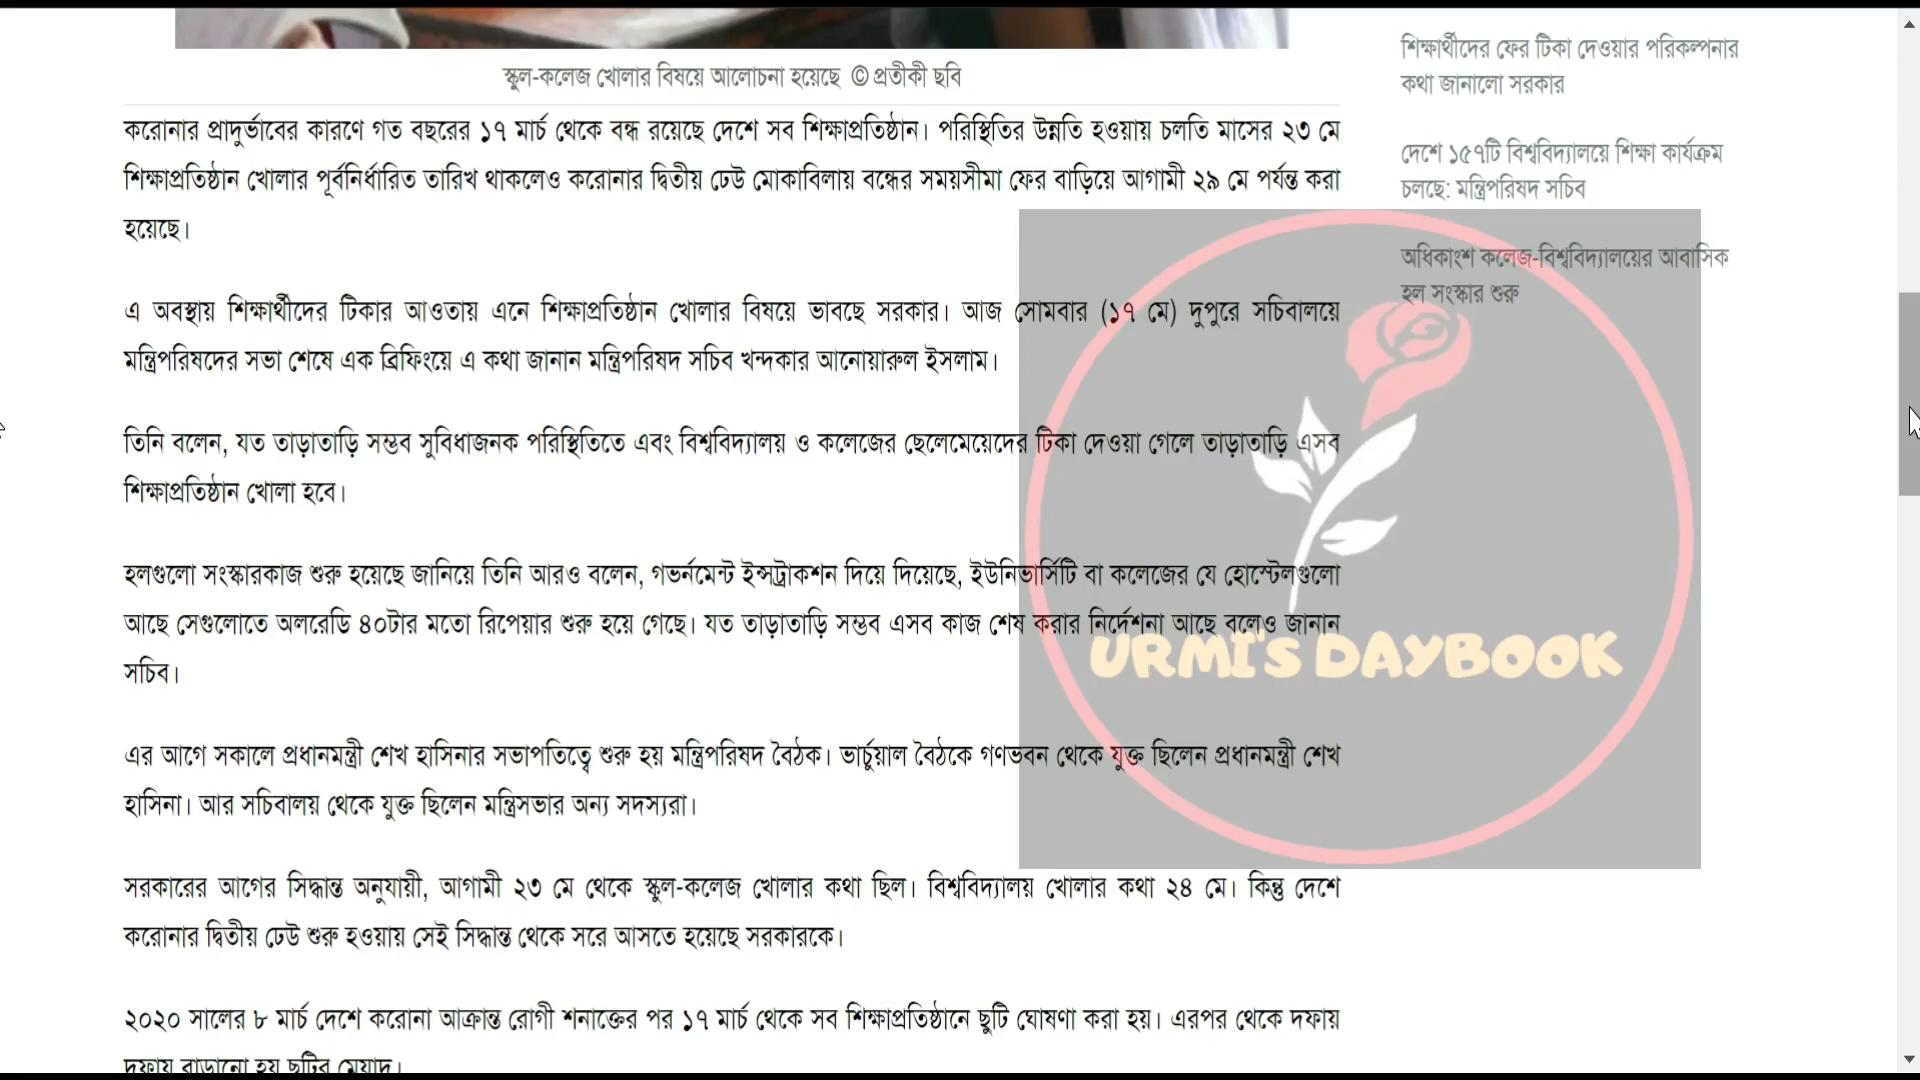 স্কুল-কলেজ খোলার বিষয়ে আলোচনা হয়েছে © প্রতীকী ছবি
করোনার প্রাদুর্ভাবের কারণে গত বছরের ১৭ মার্চ থেকে বন্ধ রয়েছে দেশে সব শিক্ষাপ্রতিষ্ঠান। পরিস্থিতির উন্নতি হওয়ায় চলতি মাসের ২৩ মে
শিক্ষাপ্রতিষ্ঠান খোলার পূর্বনির্ধারিত তারিখ থাকলেও করোনার দ্বিতীয় ঢেউ মোকাবিলায় বন্ধের সময়সীমা ফের বাড়িয়ে আগামী ২৯ মে পর্যন্ত করা
হয়েছে।
এ অবস্থায় শিক্ষার্থীদের টিকার আওতায় এনে শিক্ষাপ্রতিষ্ঠান খোলার বিষয়ে ভাবছে সরকার। আজ সোমবার (১৭ মে) দুপুরে সচিবালয়ে
মন্ত্রিপরিষদের সভা শেষে এক ব্রিফিংয়ে এ কথা জানান মন্ত্রিপরিষদ সচিব খন্দকার আনোয়ারুল ইসলাম।
তিনি বলেন, যত তাড়াতাড়ি সম্ভব সুবিধাজনক পরিস্থিতিতে এবং বিশ্ববিদ্যালয় ও কলেজের ছেলেমেয়েদের টিকা দেওয়া গেলে তাড়াতাড়ি এসব
শিক্ষাপ্রতিষ্ঠান খোলা হবে।
হলগুলো সংস্কারকাজ শুরু হয়েছে জানিয়ে তিনি আরও বলেন, গভর্নমেন্ট ইন্সট্রাকশন দিয়ে দিয়েছে, ইউনিভার্সিটি বা কলেজের যে হোস্টেলগুলো
আছে সেগুলোতে অলরেডি ৪০টার মতো রিপেয়ার শুরু হয়ে গেছে। যত তাড়াতাড়ি সম্ভব এসব কাজ শেষ করার নির্দেশনা আছে বলেও জানান
সচিব।
এর আগে সকালে প্রধানমন্ত্রী শেখ হাসিনার সভাপতিত্বে শুরু হয় মন্ত্রিপরিষদ বৈঠক। ভার্চুয়াল বৈঠকে গণভবন থেকে যুক্ত ছিলেন প্রধানমন্ত্রী শেখ
হাসিনা। আর সচিবালয় থেকে যুক্ত ছিলেন মন্ত্রিসভার অন্য সদস্যরা।
সরকারের আগের সিদ্ধান্ত অনুযায়ী, আগামী ২৩ মে থেকে স্কুল-কলেজ খোলার কথা ছিল। বিশ্ববিদ্যালয় খোলার কথা ২৪ মে। কিন্তু দেশে
করোনার দ্বিতীয় ঢেউ শুরু হওয়ায় সেই সিদ্ধান্ত থেকে সরে আসতে হয়েছে সরকারকে।
২০২০ সালের ৮ মার্চ দেশে করোনা আক্রান্ত রোগী শনাক্তের পর ১৭ মার্চ থেকে সব শিক্ষাপ্রতিষ্ঠানে ছুটি ঘোষণা করা হয়। এরপর থেকে দফায়
দফায় বাড়ানো হয় ছুটির মেয়াদ।
শিক্ষার্থীদের ফের টিকা দেওয়ার পরিকল্পনার
কথা জানালো সরকার
দেশে ১৫৭টি বিশ্ববিদ্যালয়ে শিক্ষা কার্যক্রম
চলছে: মন্ত্রিপরিষদ সচিব
অধিকাংশ কলেজ-বিশ্ববিদ্যালয়ের আবাসিক
হল সংস্কার শুরু
URMI'S DAYBOOK